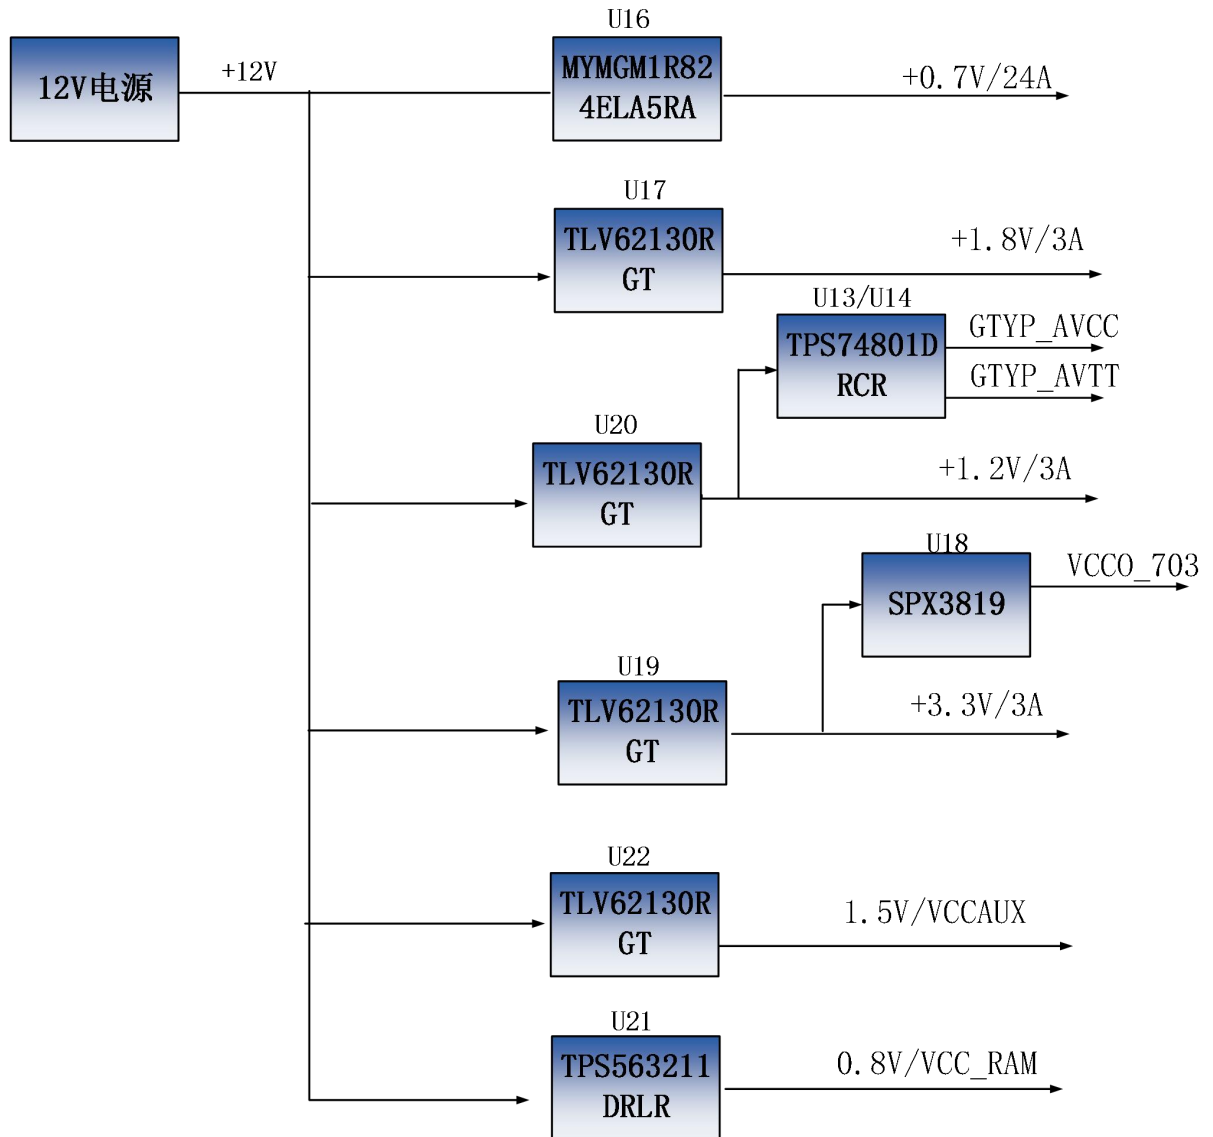 U16
12V电源
+12V
MYMGM1R82
4ELA5RA
+0.7V/24A
U17
TLV62130R
GT
+1.8V/3A
U13/U14
TPS74801D
RCR
GTYP_AVCC
GTYP_AVTT
U20
TLV62130R
GT
+1.2V/3A
U18
SPX3819
VCCO_703
U19
TLV62130R
GT
+3.3V/3A
U22
TLV62130R
GT
1.5V/VCCAUX
U21
TPS563211
DRLR
0.8V/VCC_RAM